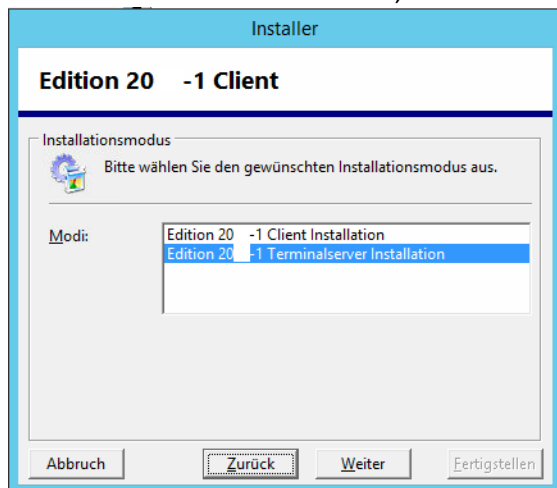 Installer
Edition 20 -1 Client
Installationsmodus
Bitte wählen Sie den gewünschten Installationsmodus aus.
Modi:
Edition 20 -1 Client Installation
Edition 20 -1 Terminalserver Installation
Abbruch
Zurück
Weiter
Fertigstellen